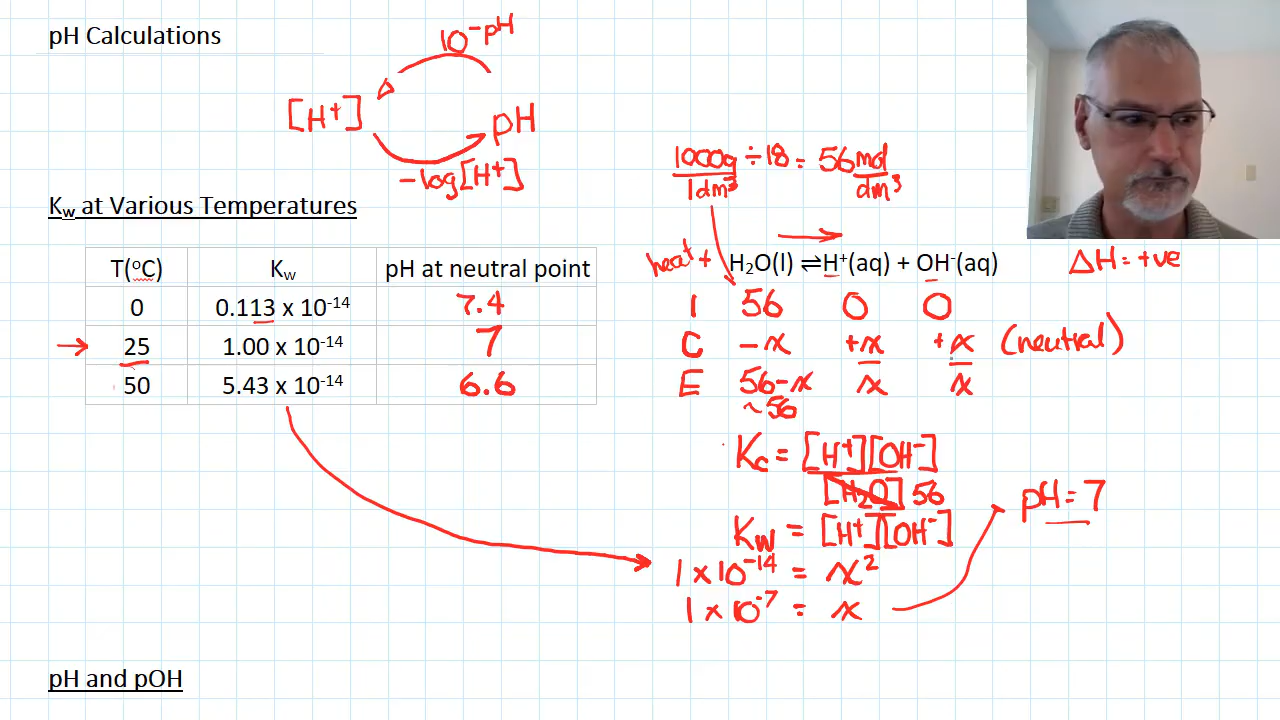 pH Calculations
10^-pH
[H⁺]
pH
-log[H⁺]
Kw at Various Temperatures
T(°C) Kw pH at neutral point
0 0.113 x 10^-14 7.4
25 1.00 x 10^-14 7
50 5.43 x 10^-14 6.6
1000g/1dm³ ÷ 18 = 56 mol/dm³
heat + H₂O(l) ⇌ H⁺(aq) + OH⁻(aq) ΔH = +ve
I 56 0 0
C -x +x +x (neutral)
E 56-x x x
~56
Kc = [H⁺][OH⁻]
[H₂O] 56
Kw = [H⁺][OH⁻]
1 x 10^-14 = x²
1 x 10^-7 = x
pH = 7
pH and pOH